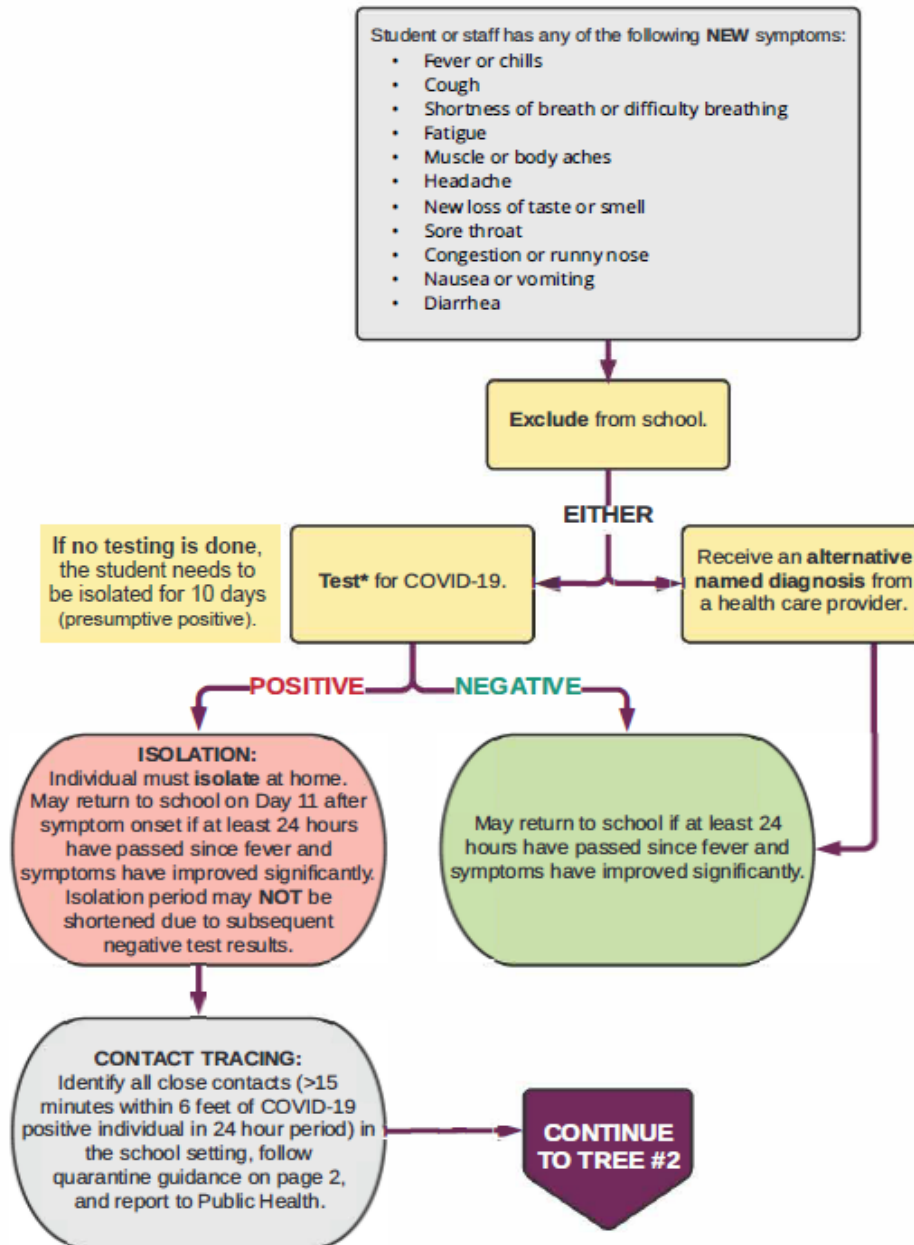 Student or staff has any of the following NEW symptoms:
• Fever or chills
• Cough
• Shortness of breath or difficulty breathing
• Fatigue
• Muscle or body aches
• Headache
• New loss of taste or smell
• Sore throat
• Congestion or runny nose
• Nausea or vomiting
• Diarrhea
Exclude from school.
EITHER
If no testing is done,
the student needs to
be isolated for 10 days
(presumptive positive).
Test* for COVID-19.
Receive an alternative
named diagnosis from
a health care provider.
POSITIVE
NEGATIVE
ISOLATION:
Individual must isolate at home.
May return to school on Day 11 after
symptom onset if at least 24 hours
have passed since fever and
symptoms have improved significantly.
Isolation period may NOT be
shortened due to subsequent
negative test results.
May return to school if at least 24
hours have passed since fever and
symptoms have improved significantly.
CONTACT TRACING:
Identify all close contacts (>15
minutes within 6 feet of COVID-19
positive individual in 24 hour period) in
the school setting, follow
quarantine guidance on page 2,
and report to Public Health.
CONTINUE
TO TREE #2